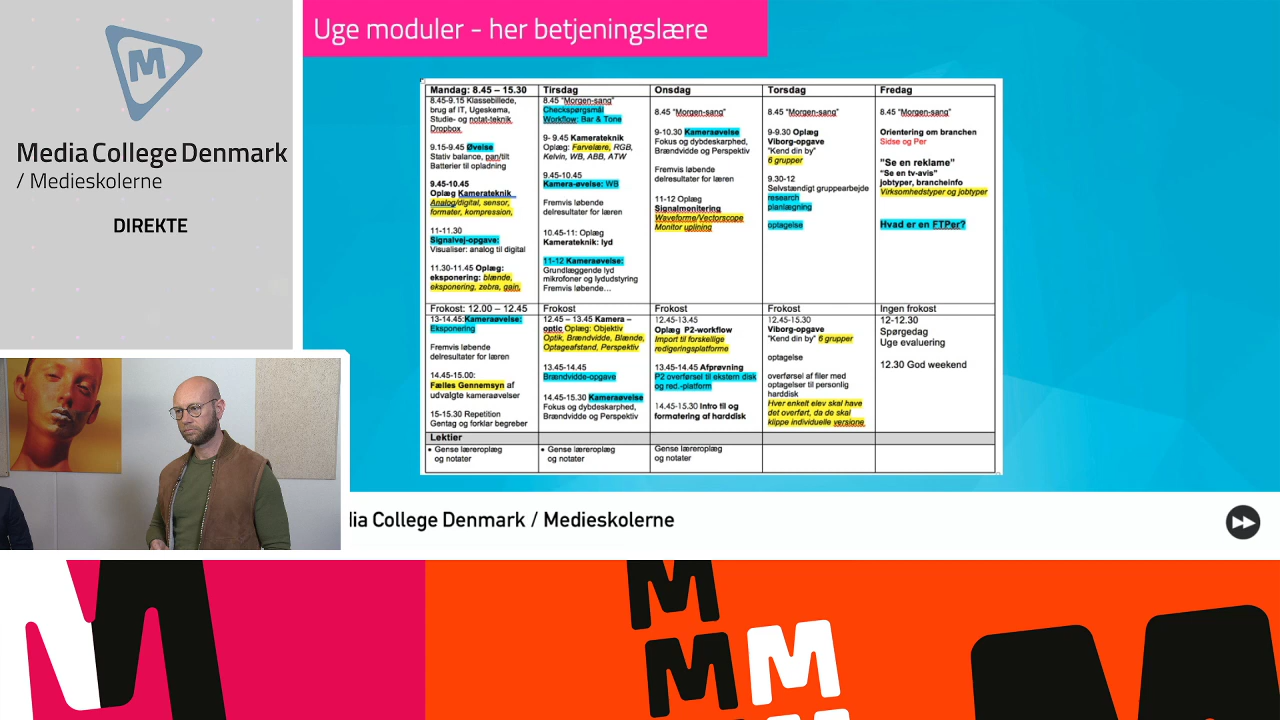 Uge moduler - her betjeningslære
M
Media College Denmark
/ Medieskolerne
DIREKTE
Mandag: 8.45 – 15.30
8.45-9.15 Klassebillede,
brug af IT, Ugeskema,
Studie- og notat-teknik
Dropbox
9.15-9.45 Øvelse
Stativ balance, pan/tilt
Batterier til opladning
9.45-10.45
Oplæg Kamerateknik
Analog/digital, sensor,
formater, kompression,
11-11.30
Signalvej-opgave:
Visualiser: analog til digital
11.30-11.45 Oplæg:
eksponering: blænde,
eksponering, zebra, gain,
Tirsdag
8.45 "Morgen-sang"
Checkspørgsmål
Workflow: Bar & Tone
9- 9.45 Kamerateknik
Oplæg: Farvelære, RGB,
Kelvin, WB, ABB, ATW
9.45-10.45
Kamera-øvelse: WB
Fremvis løbende
delresultater for læren
10.45-11: Oplæg
Kamerateknik: lyd
11-12 Kameraøvelse:
Grundlæggende lyd
mikrofoner og lydudstyring
Fremvis løbende...
Onsdag
8.45 "Morgen-sang"
9-10.30 Kameraøvelse
Fokus og dybdeskarphed,
Brændvidde og Perspektiv
Fremvis løbende
delresultater for læren
11-12 Oplæg
Signalmonitering
Waveform/Vectorscope
Monitor uplining
Torsdag
8.45 "Morgen-sang"
9-9.30 Oplæg
Viborg-opgave
"Kend din by"
6 grupper
9.30-12
Selvstændigt gruppearbejde
research
planlægning
optagelse
Fredag
8.45 "Morgen-sang"
Orientering om branchen
Sidse og Per
"Se en reklame"
"Se en tv-avis"
jobtyper, brancheinfo
Virksomhedstyper og jobtyper
Hvad er en FTPer?
Frokost: 12.00 – 12.45
Frokost
Frokost
Frokost
Ingen frokost
13-14.45:Kameraøvelse:
Eksponering
Fremvis løbende
delresultater for læren
14.45-15.00:
Fælles Gennemsyn af
udvalgte kameraøvelser
15-15.30 Repetition
Gentag og forklar begreber
12.45 – 13.45 Kamera –
optic Oplæg: Objektiv
Optik, Brændvidde, Blænde,
Optageafstand, Perspektiv
13.45-14.45
Brændvidde-opgave
14.45-15.30 Kameraøvelse
Fokus og dybdeskarphed,
Brændvidde og Perspektiv
12.45-13.45
Oplæg P2-workflow
Import til forskellige
redigeringsplatforme
13.45-14.45 Afprøvning
P2 overførsel til ekstern disk
og red.-platform
14.45-15.30 Intro til og
formatering af harddisk
12.45-15.30
Viborg-opgave
"Kend din by" 6 grupper
optagelse
overførsel af filer med
optagelser til personlig
harddisk
Hver enkelt elev skal have
det overført, da de skal
klippe individuelle versione
12-12.30
Spørgedag
Uge evaluering
12.30 God weekend
Lektier
• Gense læreroplæg
og notater
• Gense læreroplæg
og notater
Gense læreroplæg
og notater
dia College Denmark / Medieskolerne
M
M
M
M
M
M